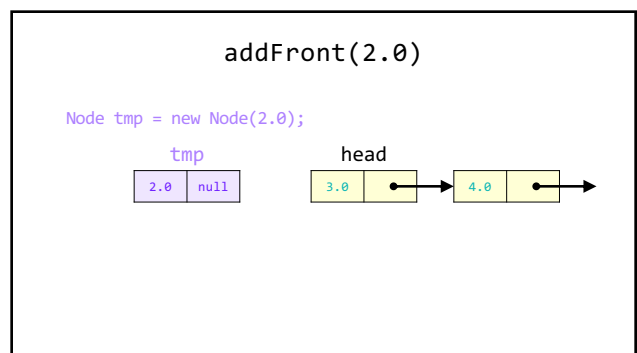 addFront(2.0)
Node tmp = new Node(2.0);
tmp head
2.0 null 3.0 4.0